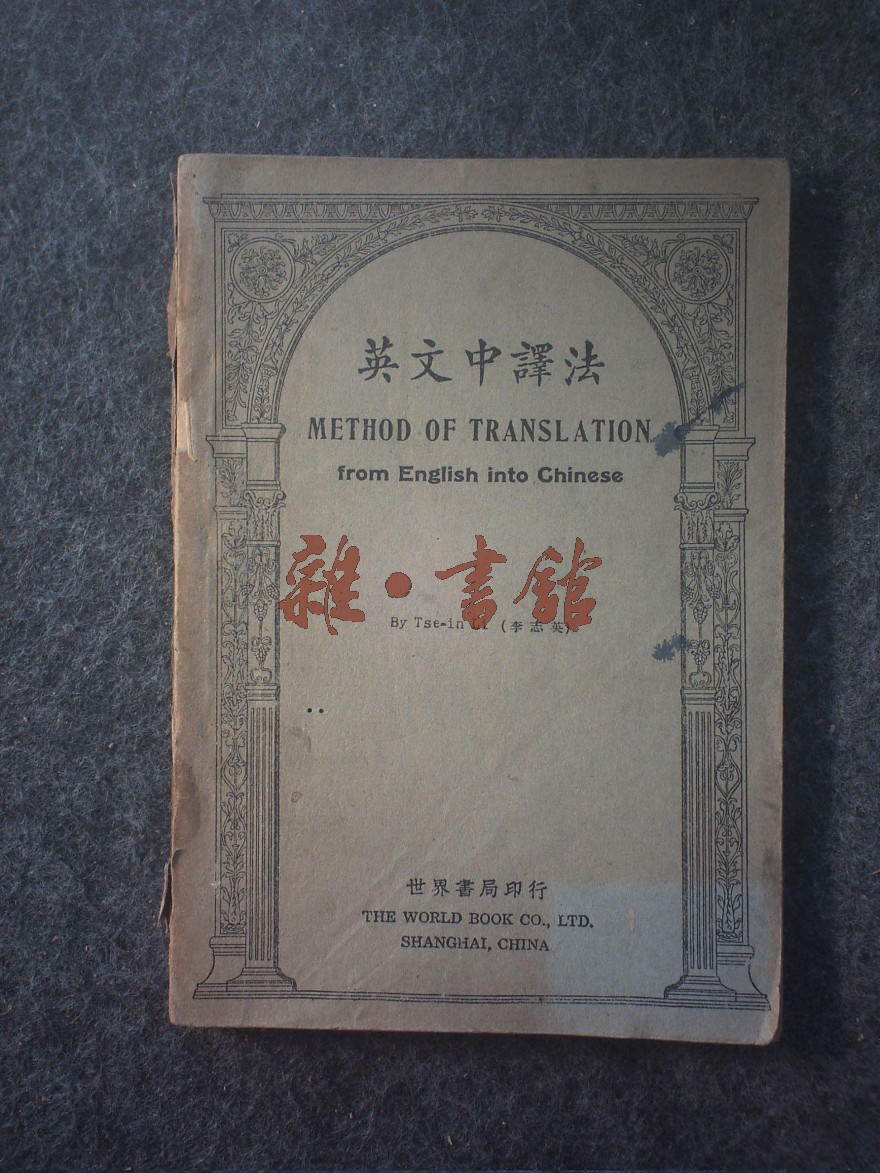 英文中譯法
METHOD OF TRANSLATION
from English into Chinese
雜·書舘
By Tse-in Li (李志英)
世界書局印行
THE WORLD BOOK CO., LTD.
SHANGHAI, CHINA